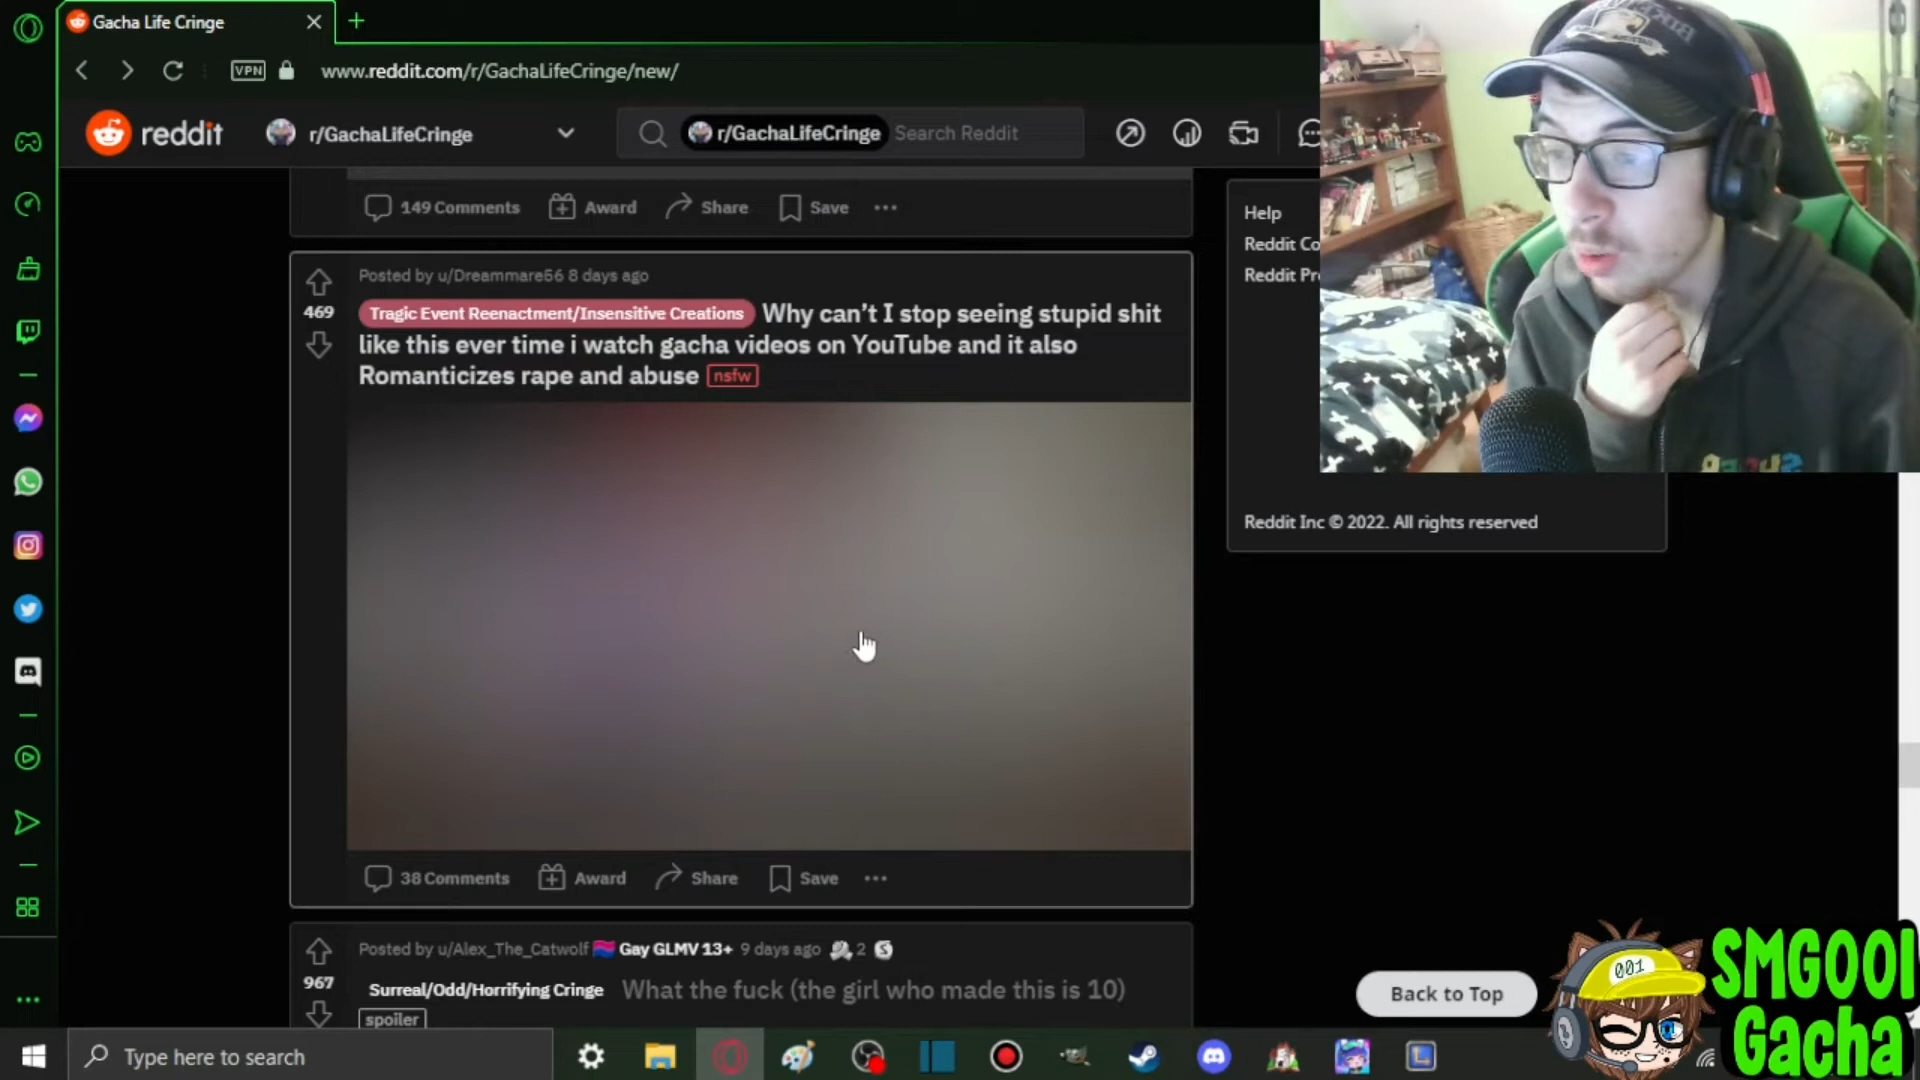 Gacha Life Cringe
VPN
www.reddit.com/r/GachaLifeCringe/new/
reddit
r/GachaLifeCringe
r/GachaLifeCringe Search Reddit
149 Comments Award Share Save
Help
Reddit Co
Reddit Pr
Posted by u/Dreammare56 8 days ago
469
Tragic Event Reenactment/Insensitive Creations Why can't I stop seeing stupid shit
like this ever time i watch gacha videos on YouTube and it also
Romanticizes rape and abuse nsfw
Reddit Inc © 2022. All rights reserved
38 Comments Award Share Save
Posted by u/Alex_The_Catwolf Gay GLMV 13+ 9 days ago 2
967
Surreal/Odd/Horrifying Cringe What the fuck (the girl who made this is 10)
spoiler
Back to Top
001
SMG001
Gacha
Type here to search